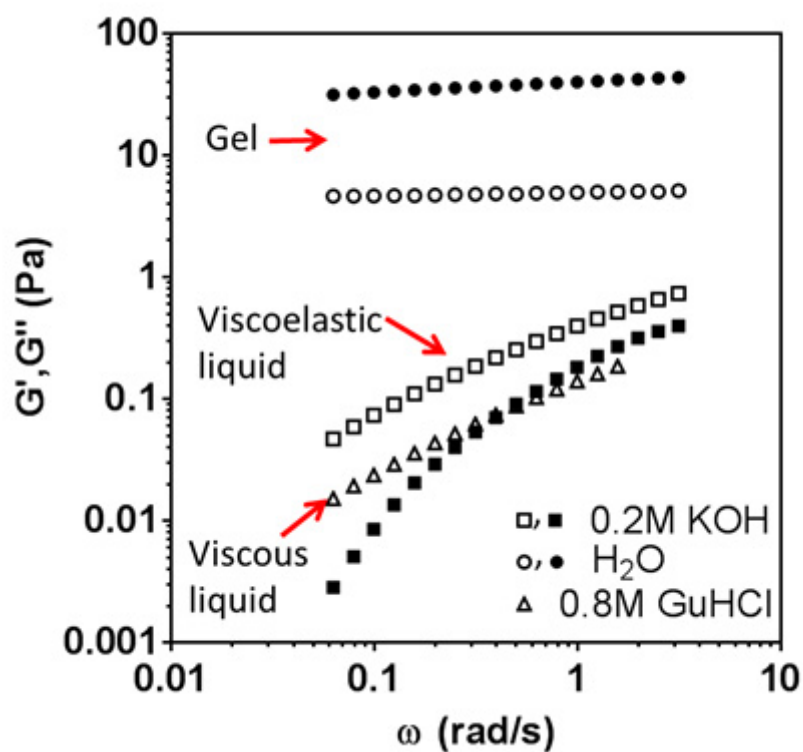 100
10
1
0.1
0.01
0.001
G',G'' (Pa)
Gel
Viscoelastic
liquid
Viscous
liquid
□,■ 0.2M KOH
○,● H₂O
△ 0.8M GuHCl
0.01 0.1 1 10
ω (rad/s)